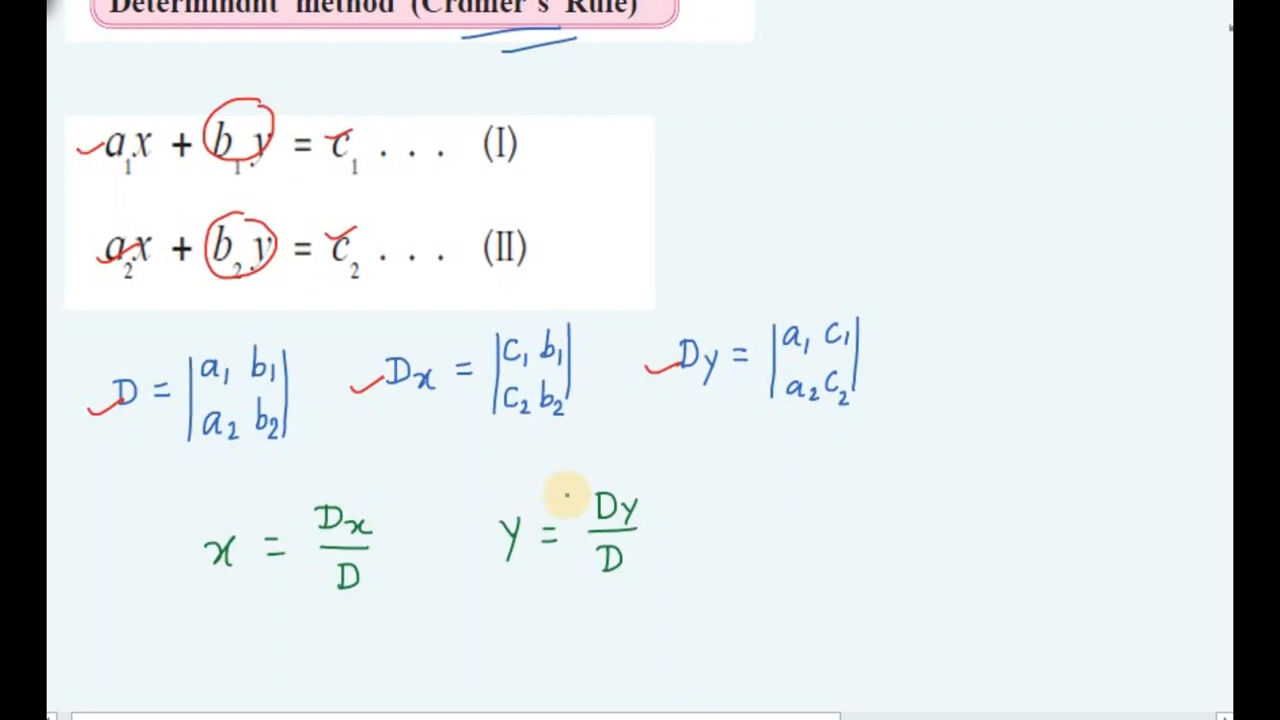 Determinant method (Cramer's Rule)
a₁x + b₁y = c₁ . . . (I)
a₂x + b₂y = c₂ . . . (II)
D = |a₁ b₁| Dx = |c₁ b₁| Dy = |a₁ c₁|
|a₂ b₂| |c₂ b₂| |a₂ c₂|
x = Dx/D y = Dy/D